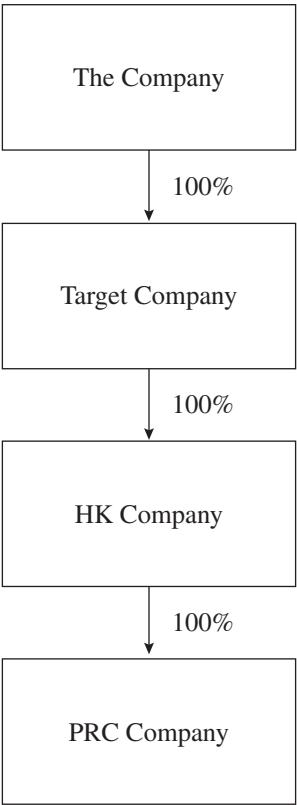 The Company
100%
Target Company
100%
HK Company
100%
PRC Company